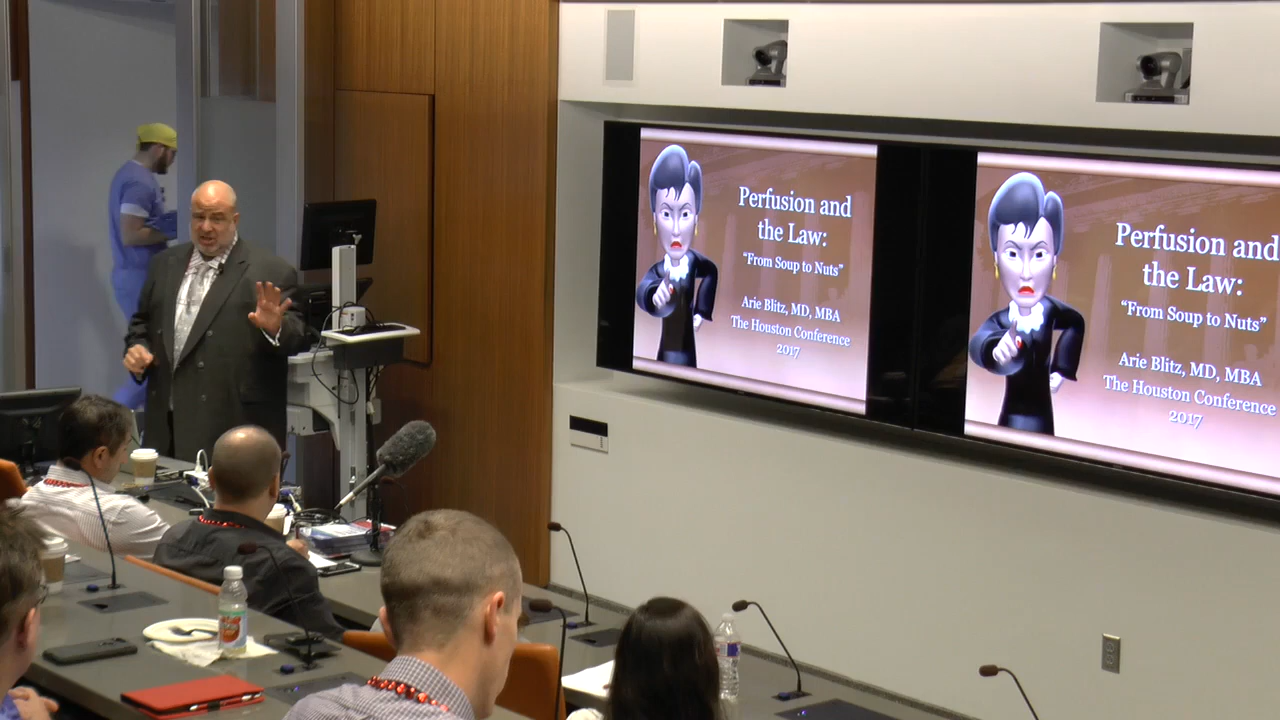 Perfusion and
the Law:
“From Soup to Nuts”
Arie Blitz, MD, MBA
The Houston Conference
2017
Perfusion and
the Law:
“From Soup to Nuts”
Arie Blitz, MD, MBA
The Houston Conference
2017